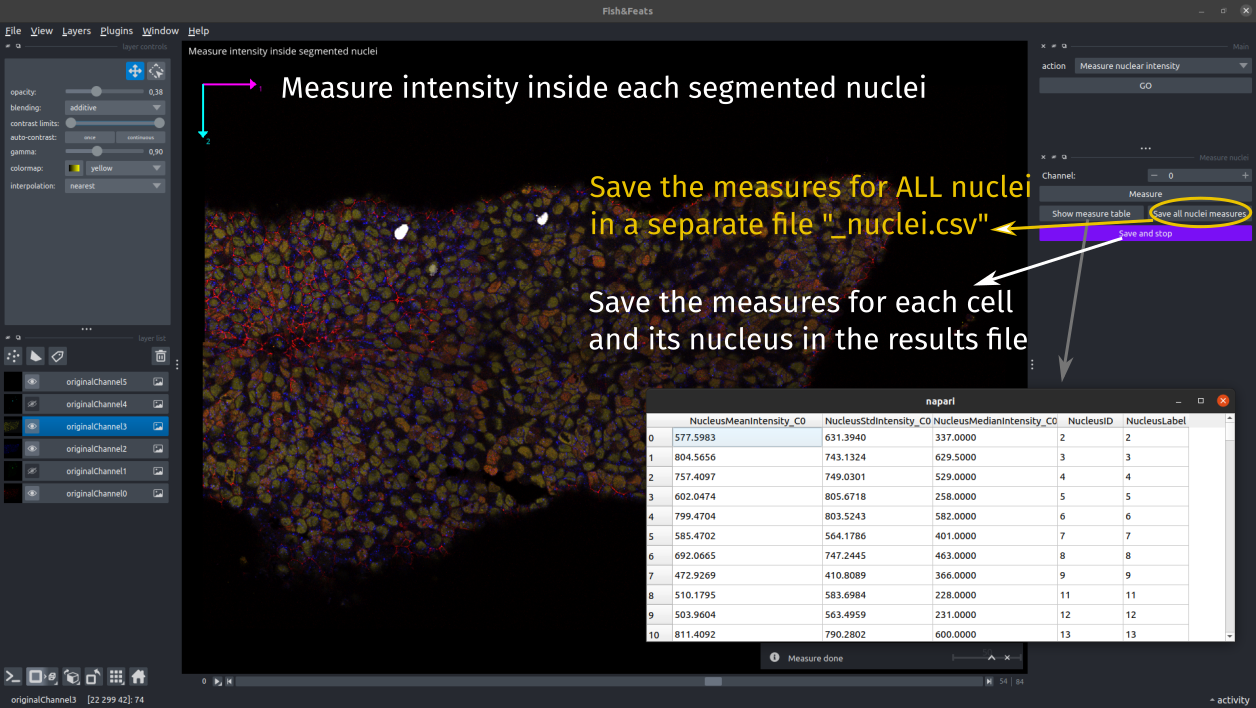 Fish&Feats
File View Layers Plugins Window Help
layer controls
opacity: 0,38
blending: additive
contrast limits:
auto-contrast: once continuous
gamma: 0,90
colormap: yellow
interpolation: nearest
layer list
originalChannel5
originalChannel4
originalChannel3
originalChannel2
originalChannel1
originalChannel0
originalChannel3 [22 299 42]: 74
Measure intensity inside segmented nuclei
1
2
Measure intensity inside each segmented nuclei
Save the measures for ALL nuclei
in a separate file "_nuclei.csv"
Save the measures for each cell
and its nucleus in the results file
Main
action Measure nuclear intensity
GO
Measure nuclei
Channel: 0
Measure
Show measure table Save all nuclei measures
Save and stop
napari
NucleusMeanIntensity_C0 NucleusStdIntensity_C0 NucleusMedianIntensity_C0 NucleusID NucleusLabel
0 577.5983 631.3940 337.0000 2 2
1 804.5656 743.1324 629.5000 3 3
2 757.4097 749.0301 529.0000 4 4
3 602.0474 805.6718 258.0000 5 5
4 799.4704 803.5243 582.0000 6 6
5 585.4702 564.1786 401.0000 7 7
6 692.0665 747.2445 463.0000 8 8
7 472.9269 410.8089 366.0000 9 9
8 510.1795 583.6984 228.0000 11 11
9 503.9604 563.4959 231.0000 12 12
10 811.4092 790.2802 600.0000 13 13
Measure done
0 54 84
activity